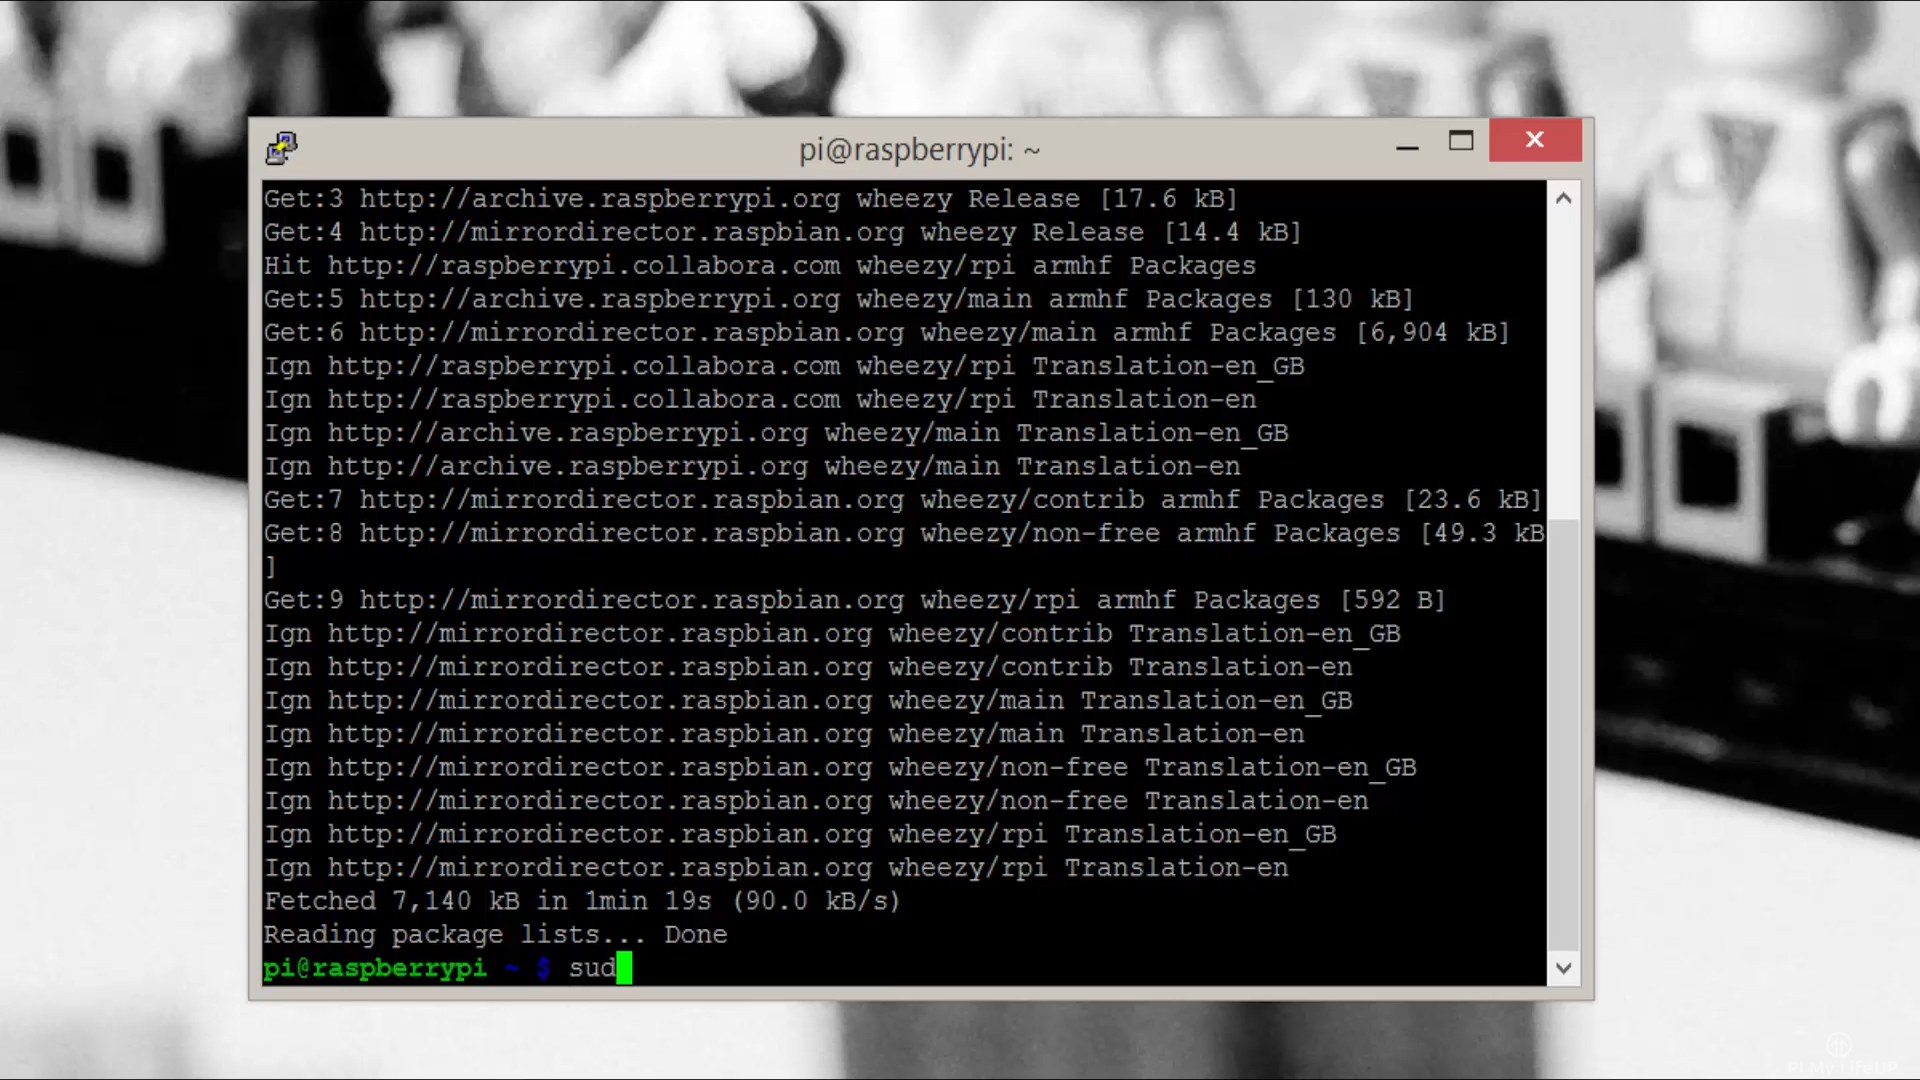 pi@raspberrypi: ~
Get:3 http://archive.raspberrypi.org wheezy Release [17.6 kB]
Get:4 http://mirrordirector.raspbian.org wheezy Release [14.4 kB]
Hit http://raspberrypi.collabora.com wheezy/rpi armhf Packages
Get:5 http://archive.raspberrypi.org wheezy/main armhf Packages [130 kB]
Get:6 http://mirrordirector.raspbian.org wheezy/main armhf Packages [6,904 kB]
Ign http://raspberrypi.collabora.com wheezy/rpi Translation-en_GB
Ign http://raspberrypi.collabora.com wheezy/rpi Translation-en
Ign http://archive.raspberrypi.org wheezy/main Translation-en_GB
Ign http://archive.raspberrypi.org wheezy/main Translation-en
Get:7 http://mirrordirector.raspbian.org wheezy/contrib armhf Packages [23.6 kB]
Get:8 http://mirrordirector.raspbian.org wheezy/non-free armhf Packages [49.3 kB
]
Get:9 http://mirrordirector.raspbian.org wheezy/rpi armhf Packages [592 B]
Ign http://mirrordirector.raspbian.org wheezy/contrib Translation-en_GB
Ign http://mirrordirector.raspbian.org wheezy/contrib Translation-en
Ign http://mirrordirector.raspbian.org wheezy/main Translation-en_GB
Ign http://mirrordirector.raspbian.org wheezy/main Translation-en
Ign http://mirrordirector.raspbian.org wheezy/non-free Translation-en_GB
Ign http://mirrordirector.raspbian.org wheezy/non-free Translation-en
Ign http://mirrordirector.raspbian.org wheezy/rpi Translation-en_GB
Ign http://mirrordirector.raspbian.org wheezy/rpi Translation-en
Fetched 7,140 kB in 1min 19s (90.0 kB/s)
Reading package lists... Done
pi@raspberrypi ~ $ sud